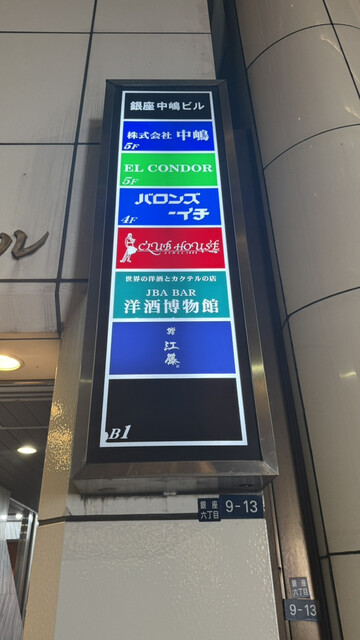 銀座中嶋ビル
株式会社 中嶋
5F
EL CONDOR
5F
バロンズ
ーイチ
4F
CLUB HOUSE
世界の洋酒とカクテルの店
JBA BAR
洋酒博物館
江藤
B1
銀座
六丁目
9-13
銀座
六丁目
9-13